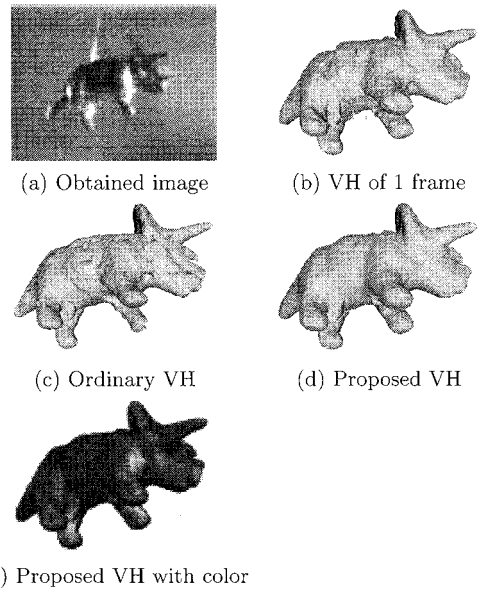 (a) Obtained image
(b) VH of 1 frame
(c) Ordinary VH
(d) Proposed VH
) Proposed VH with color